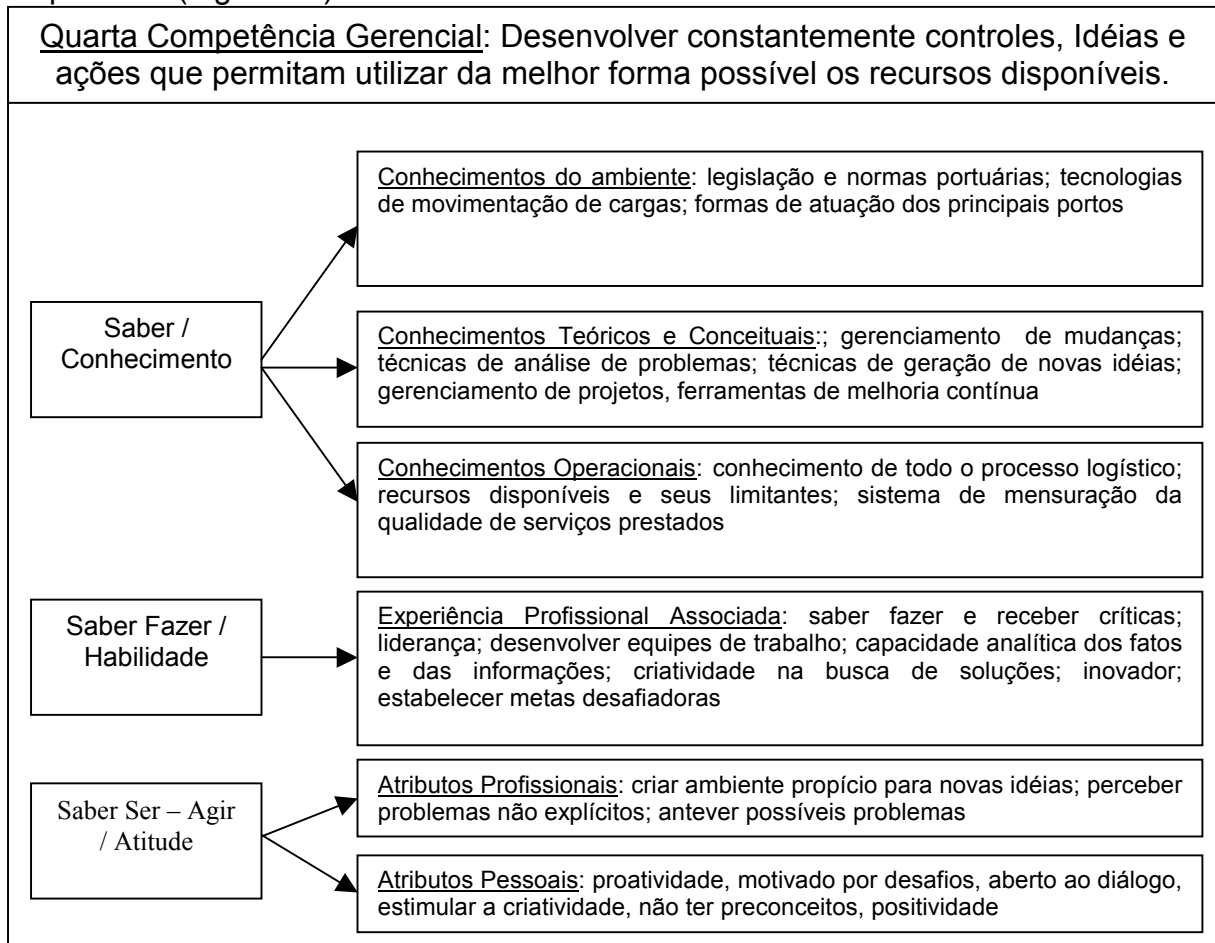 Quarta Competência Gerencial: Desenvolver constantemente controles, Idéias e
ações que permitam utilizar da melhor forma possível os recursos disponíveis.
Conhecimentos do ambiente: legislação e normas portuárias; tecnologias
de movimentação de cargas; formas de atuação dos principais portos
Saber /
Conhecimento
Conhecimentos Teóricos e Conceituais:; gerenciamento de mudanças;
técnicas de análise de problemas; técnicas de geração de novas idéias;
gerenciamento de projetos, ferramentas de melhoria contínua
Conhecimentos Operacionais: conhecimento de todo o processo logístico;
recursos disponíveis e seus limitantes; sistema de mensuração da
qualidade de serviços prestados
Saber Fazer /
Habilidade
Experiência Profissional Associada: saber fazer e receber críticas;
liderança; desenvolver equipes de trabalho; capacidade analítica dos fatos
e das informações; criatividade na busca de soluções; inovador;
estabelecer metas desafiadoras
Saber Ser – Agir
/ Atitude
Atributos Profissionais: criar ambiente propício para novas idéias; perceber
problemas não explícitos; antever possíveis problemas
Atributos Pessoais: proatividade, motivado por desafios, aberto ao diálogo,
estimular a criatividade, não ter preconceitos, positividade